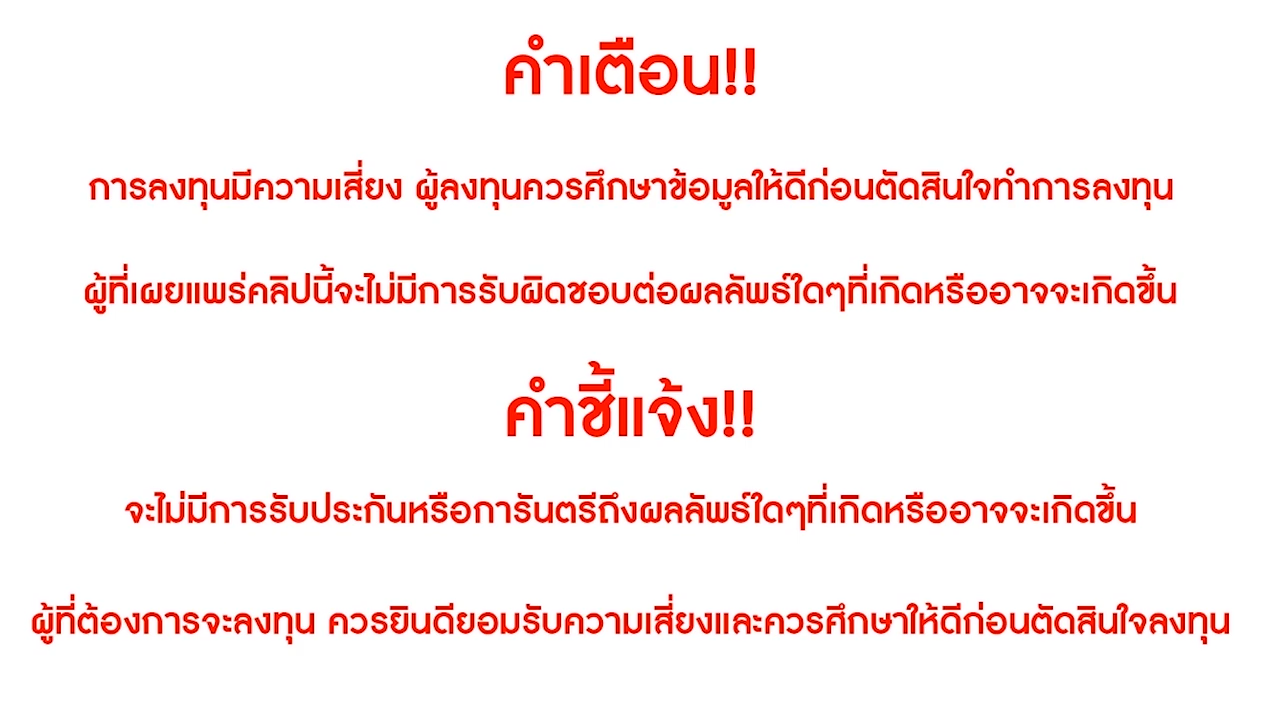 คำเตือน!!
การลงทุนมีความเสี่ยง ผู้ลงทุนควรศึกษาข้อมูลให้ดีก่อนตัดสินใจทำการลงทุน
ผู้ที่เผยแพร่คลิปนี้จะไม่มีการรับผิดชอบต่อผลลัพธ์ใดๆที่เกิดหรืออาจจะเกิดขึ้น
คำชี้แจ้ง!!
จะไม่มีการรับประกันหรือการันตรีถึงผลลัพธ์ใดๆที่เกิดหรืออาจจะเกิดขึ้น
ผู้ที่ต้องการจะลงทุน ควรยินดียอมรับความเสี่ยงและควรศึกษาให้ดีก่อนตัดสินใจลงทุน